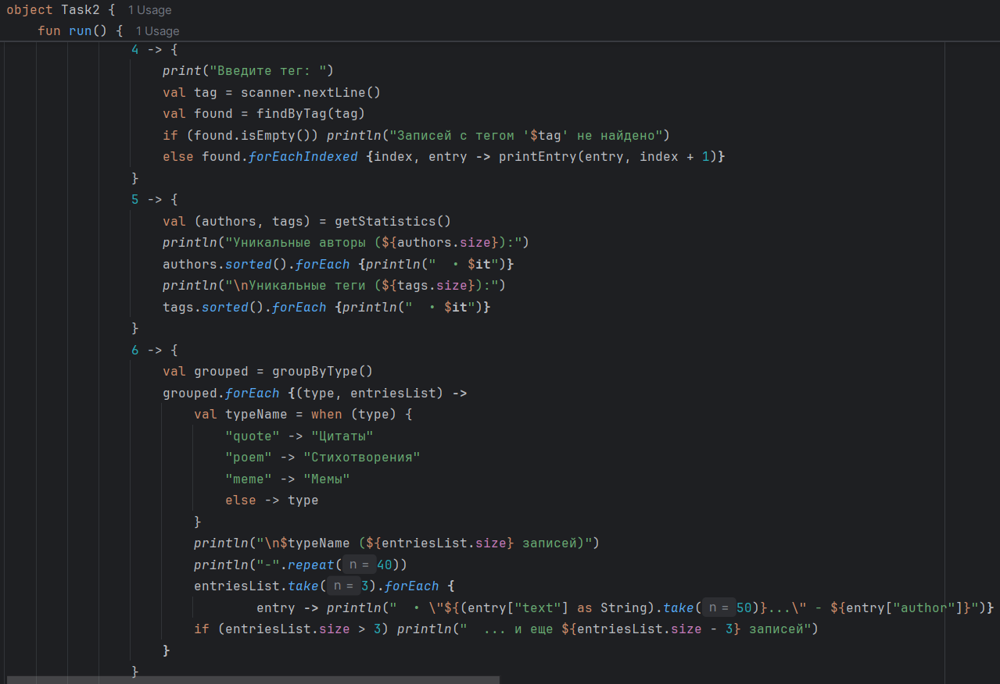 object Task2 {  1 Usage
    fun run() {  1 Usage
                4 -> {
                    print("Введите тег: ")
                    val tag = scanner.nextLine()
                    val found = findByTag(tag)
                    if (found.isEmpty()) println("Записей с тегом '$tag' не найдено")
                    else found.forEachIndexed {index, entry -> printEntry(entry, index + 1)}
                }
                5 -> {
                    val (authors, tags) = getStatistics()
                    println("Уникальные авторы (${authors.size}):")
                    authors.sorted().forEach {println("  • $it")}
                    println("\nУникальные теги (${tags.size}):")
                    tags.sorted().forEach {println("  • $it")}
                }
                6 -> {
                    val grouped = groupByType()
                    grouped.forEach {(type, entriesList) ->
                        val typeName = when (type) {
                            "quote" -> "Цитаты"
                            "poem" -> "Стихотворения"
                            "meme" -> "Мемы"
                            else -> type
                        }
                        println("\n$typeName (${entriesList.size} записей)")
                        println("-".repeat( n = 40))
                        entriesList.take( n = 3).forEach {
                                entry -> println("  • \"${(entry["text"] as String).take( n = 50)}...\" - ${entry["author"]}")}
                        if (entriesList.size > 3) println("  ... и еще ${entriesList.size - 3} записей")
                    }
                }